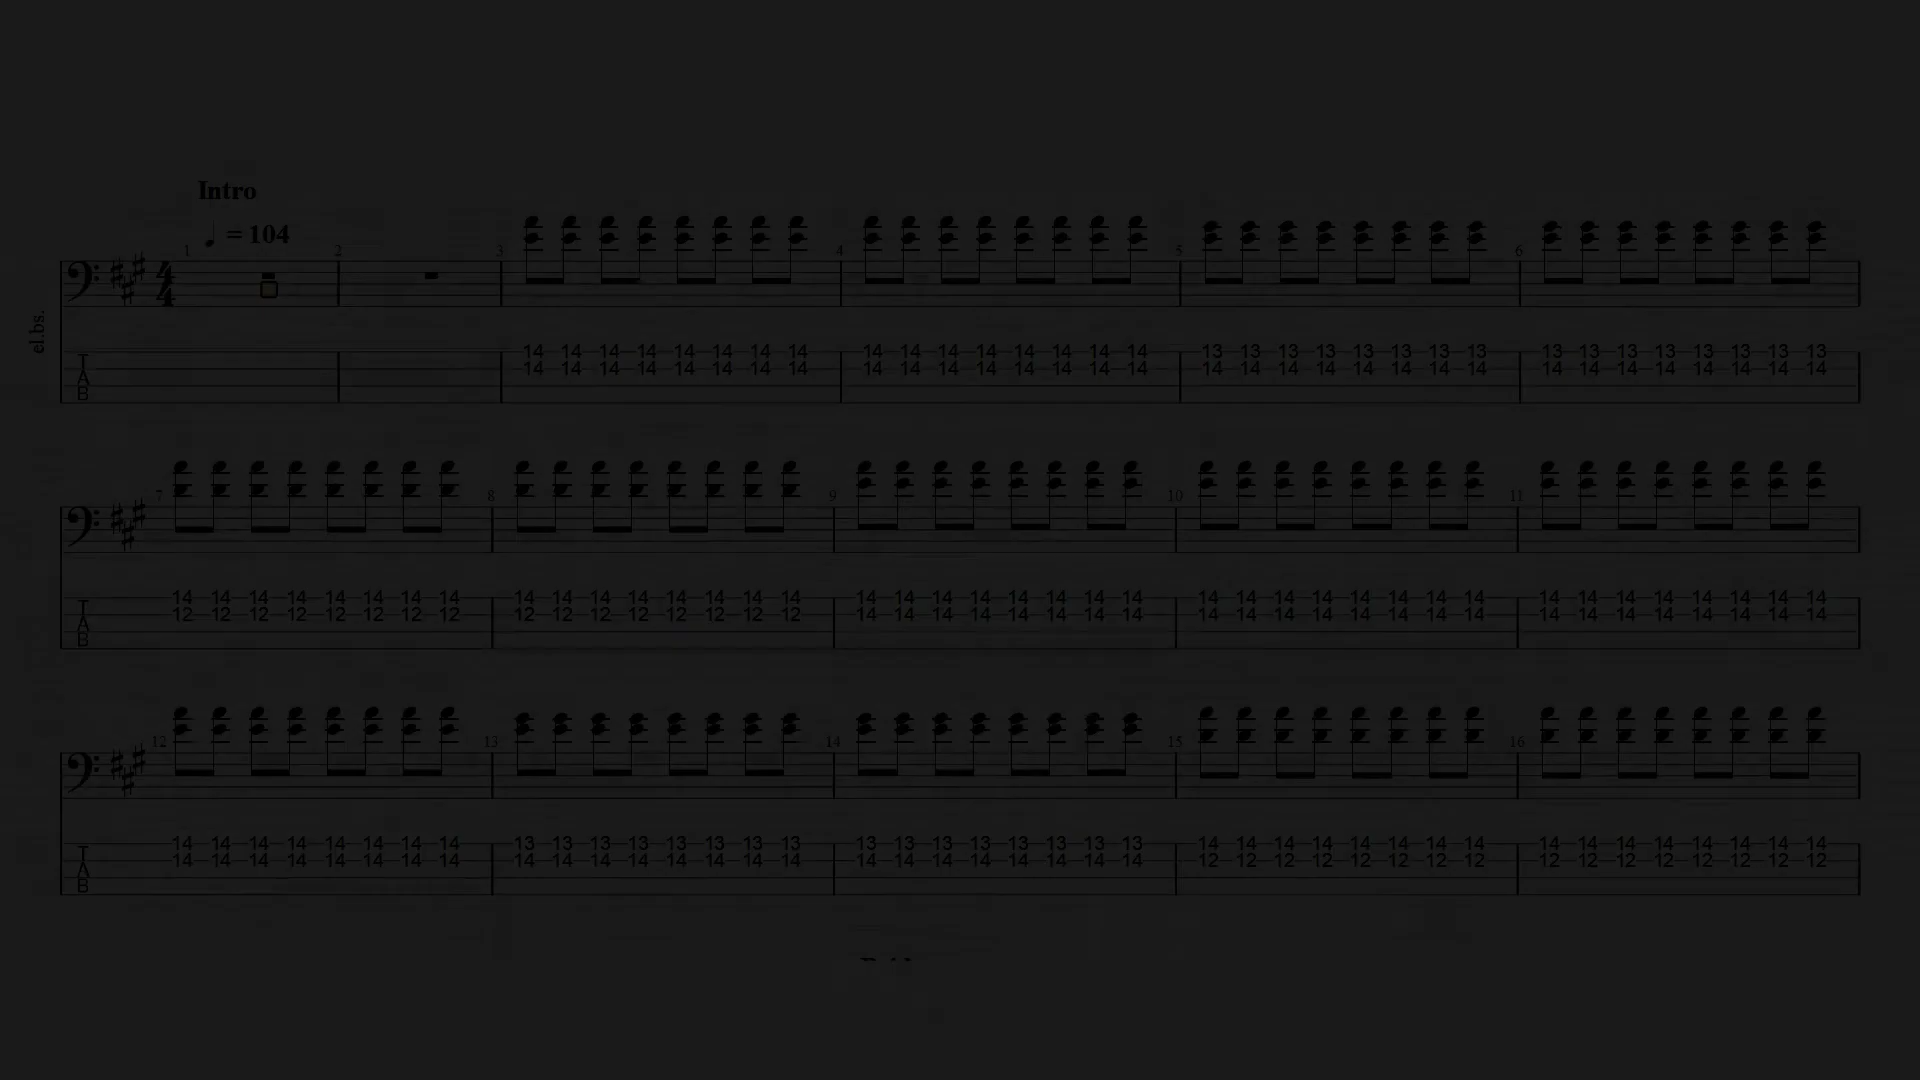 Intro
♩ = 104
1 2 3 4 5 6
4
4
el.bs.
14 14 14 14 14 14 14 14 14 14 14 14 14 14 14 14 13 13 13 13 13 13 13 13 13 13 13 13 13 13 13 13
14 14 14 14 14 14 14 14 14 14 14 14 14 14 14 14 14 14 14 14 14 14 14 14 14 14 14 14 14 14 14 14
TAB
7 8 9 10 11
14 14 14 14 14 14 14 14 14 14 14 14 14 14 14 14 14 14 14 14 14 14 14 14 14 14 14 14 14 14 14 14 14 14 14 14 14 14 14 14
12 12 12 12 12 12 12 12 12 12 12 12 12 12 12 12 14 14 14 14 14 14 14 14 14 14 14 14 14 14 14 14 14 14 14 14 14 14 14 14
TAB
12 13 14 15 16
14 14 14 14 14 14 14 14 13 13 13 13 13 13 13 13 13 13 13 13 13 13 13 13 14 14 14 14 14 14 14 14 14 14 14 14 14 14 14 14
14 14 14 14 14 14 14 14 14 14 14 14 14 14 14 14 14 14 14 14 14 14 14 14 12 12 12 12 12 12 12 12 12 12 12 12 12 12 12 12
TAB